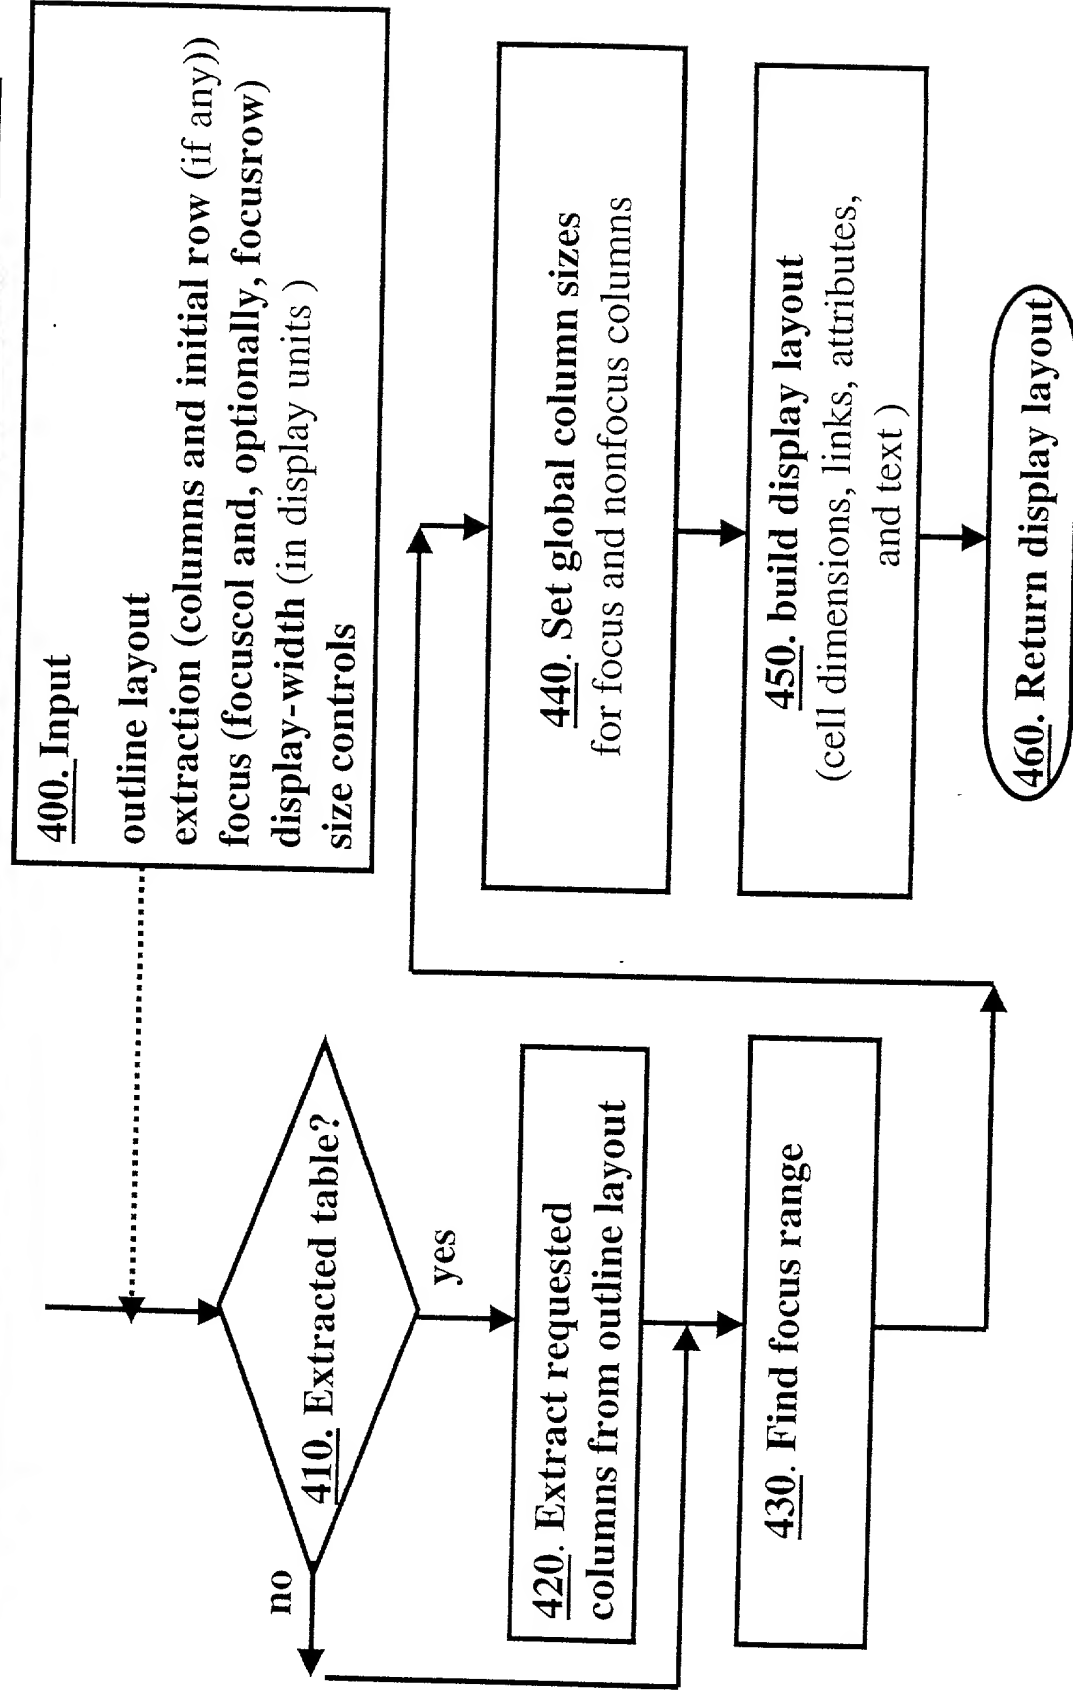 400. Input
outline layout
extraction (columns and initial row (if any))
focus (focuscol and, optionally, focusrow)
display-width (in display units )
size controls
410. Extracted table?
no
yes
420. Extract requested
columns from outline layout
430. Find focus range
440. Set global column sizes
for focus and nonfocus columns
450. build display layout
(cell dimensions, links, attributes,
and text )
460. Return display layout